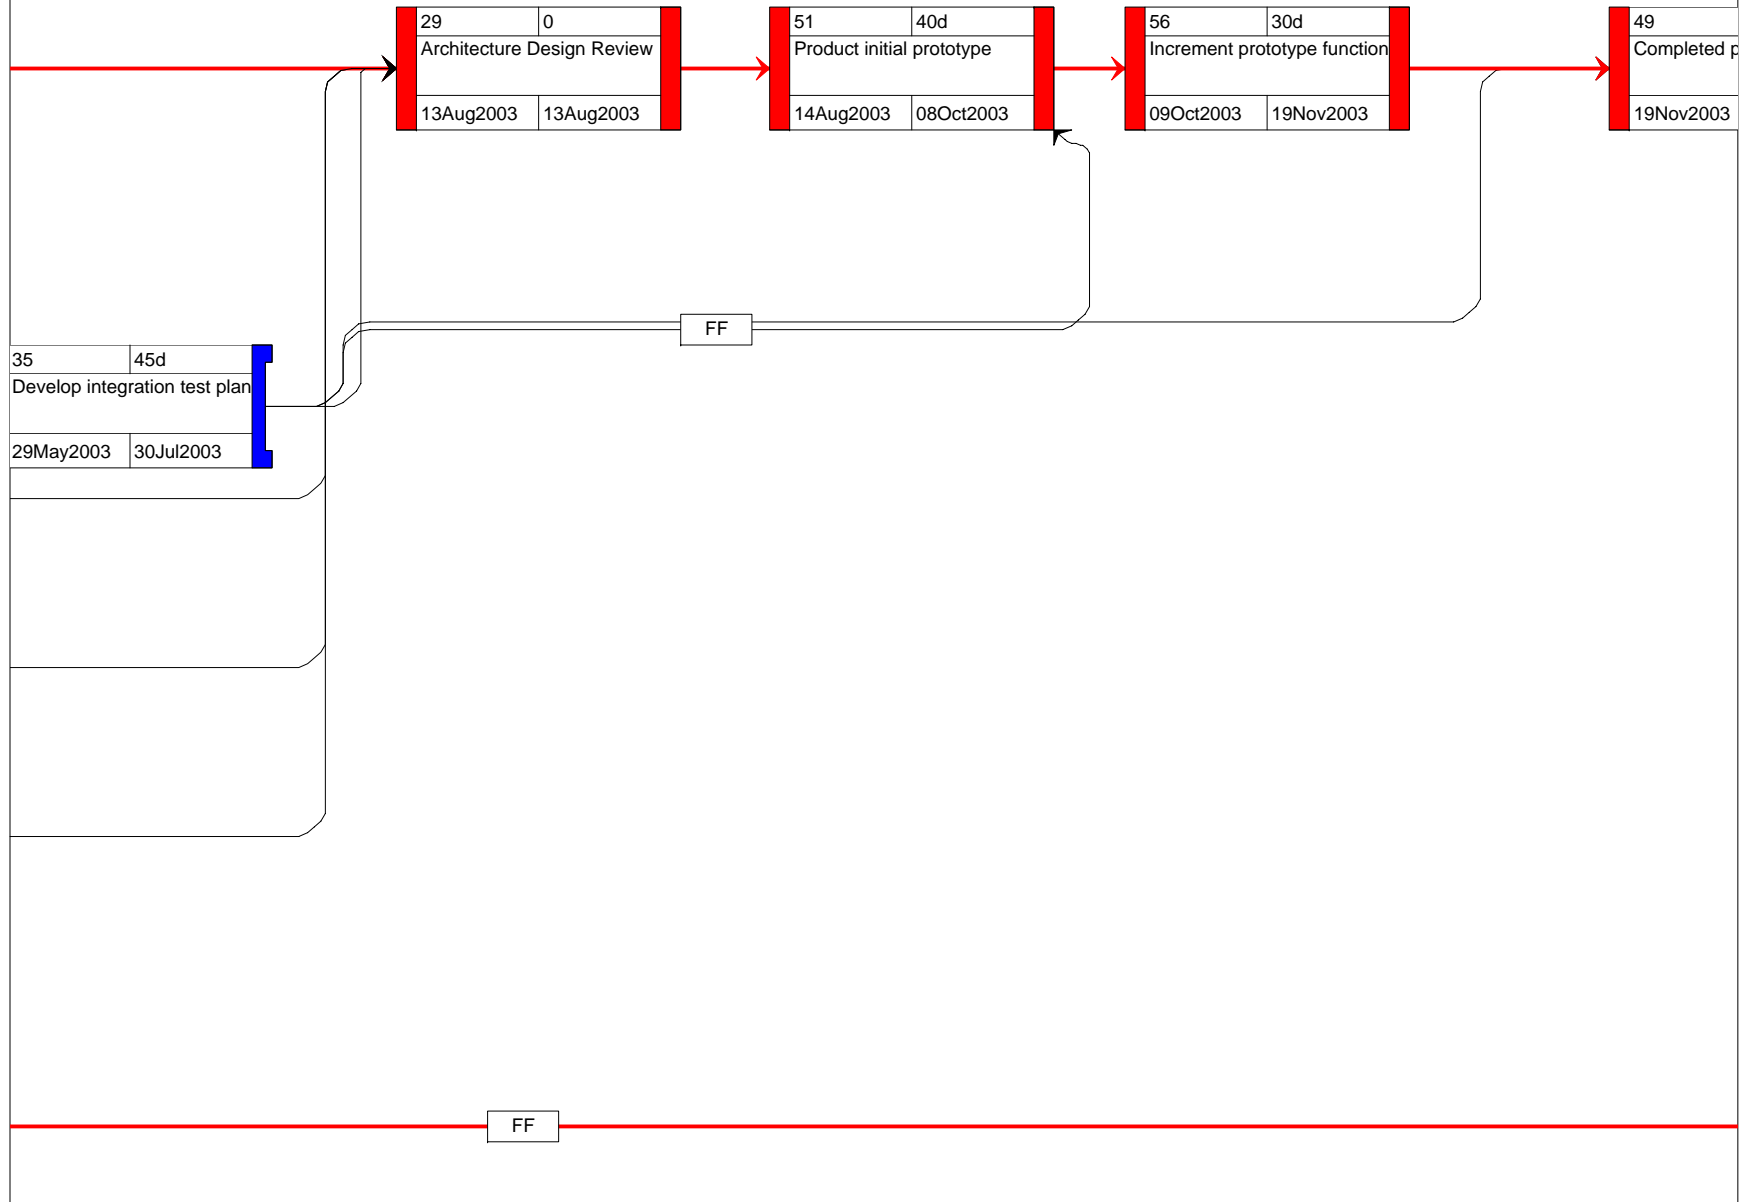 29 0
Architecture Design Review
13Aug2003 13Aug2003
51 40d
Product initial prototype
14Aug2003 08Oct2003
56 30d
Increment prototype function
09Oct2003 19Nov2003
49
Completed
19Nov2003
FF
35 45d
Develop integration test plan
29May2003 30Jul2003
FF